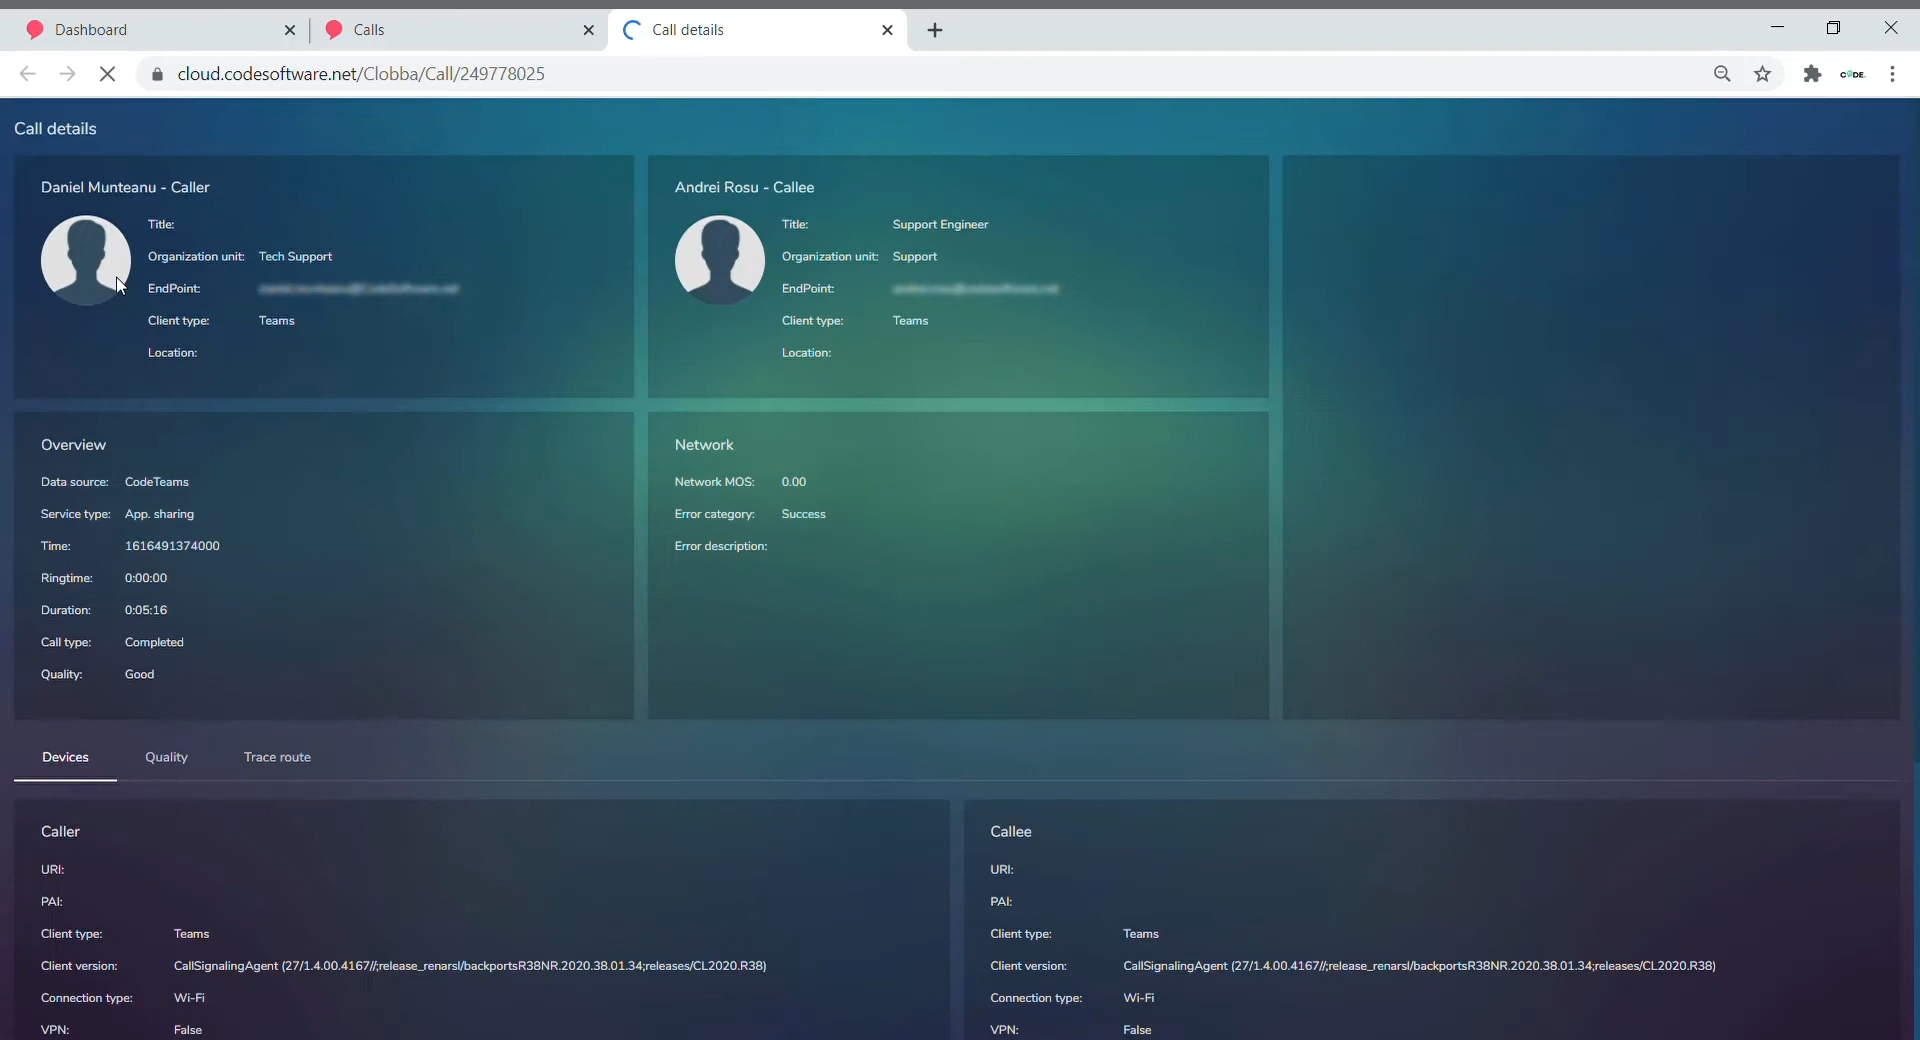 Dashboard
Calls
Call details
cloud.codesoftware.net/Clobba/Call/249778025
CODE.
Call details
Daniel Munteanu - Caller
Title:
Organization unit: Tech Support
EndPoint:
Client type: Teams
Location:
Andrei Rosu - Callee
Title: Support Engineer
Organization unit: Support
EndPoint:
Client type: Teams
Location:
Overview
Data source: CodeTeams
Service type: App. sharing
Time: 1616491374000
Ringtime: 0:00:00
Duration: 0:05:16
Call type: Completed
Quality: Good
Network
Network MOS: 0.00
Error category: Success
Error description:
Devices
Quality
Trace route
Caller
URI:
PAI:
Client type: Teams
Client version: CallSignalingAgent (27/1.4.00.4167//;release_renarsl/backportsR38NR.2020.38.01.34;releases/CL2020.R38)
Connection type: Wi-Fi
VPN: False
Callee
URI:
PAI:
Client type: Teams
Client version: CallSignalingAgent (27/1.4.00.4167//;release_renarsl/backportsR38NR.2020.38.01.34;releases/CL2020.R38)
Connection type: Wi-Fi
VPN: False